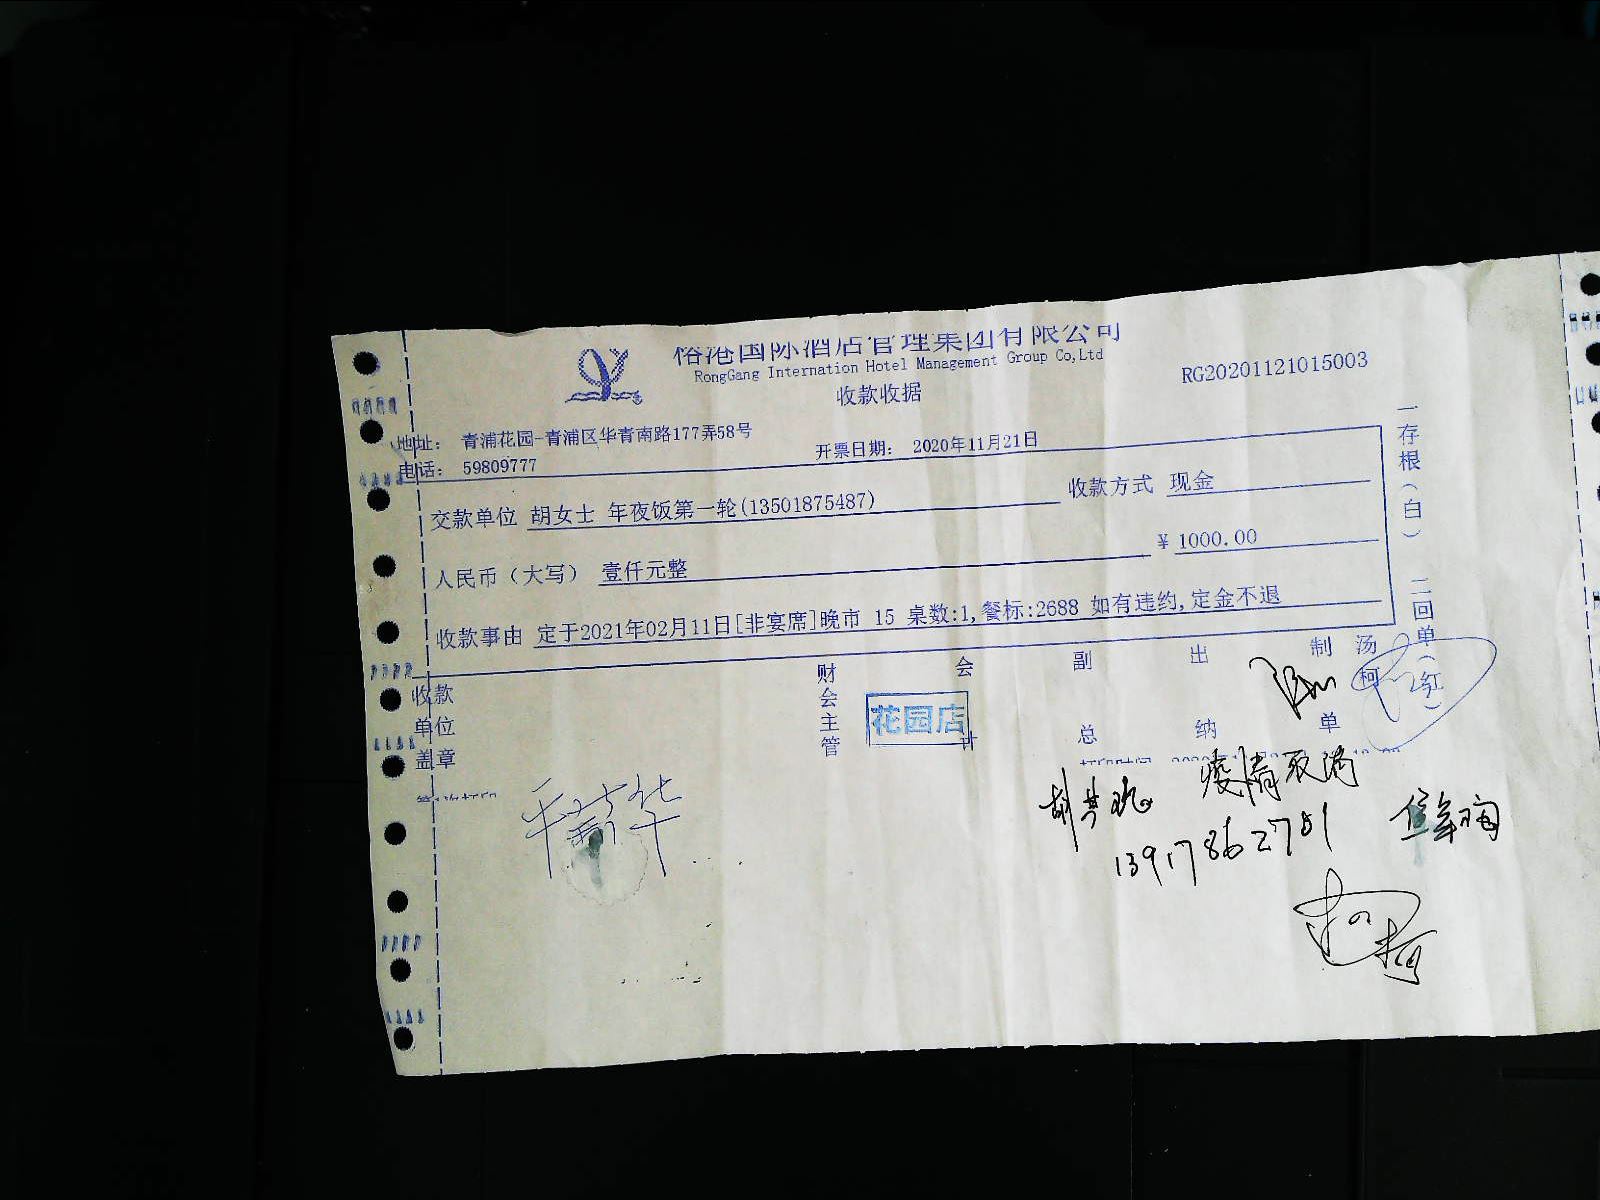 榕港国际酒店管理集团有限公司
RongGang Internation Hotel Management Group Co,Ltd
收款收据
RG20201121015003
地址： 青浦花园-青浦区华青南路177弄58号
电话： 59809777
开票日期： 2020年11月21日
交款单位 胡女士 年夜饭第一轮(13501875487)
收款方式 现金
人民币（大写） 壹仟元整
¥ 1000.00
收款事由 定于2021年02月11日[非宴席]晚市 15 桌数:1,餐标:2688 如有违约,定金不退
一存根（白） 二回单（红）
收款单位盖章
财会主管
会计
副总
出纳
制单
汤柯
花园店
疫情取消
13917862781